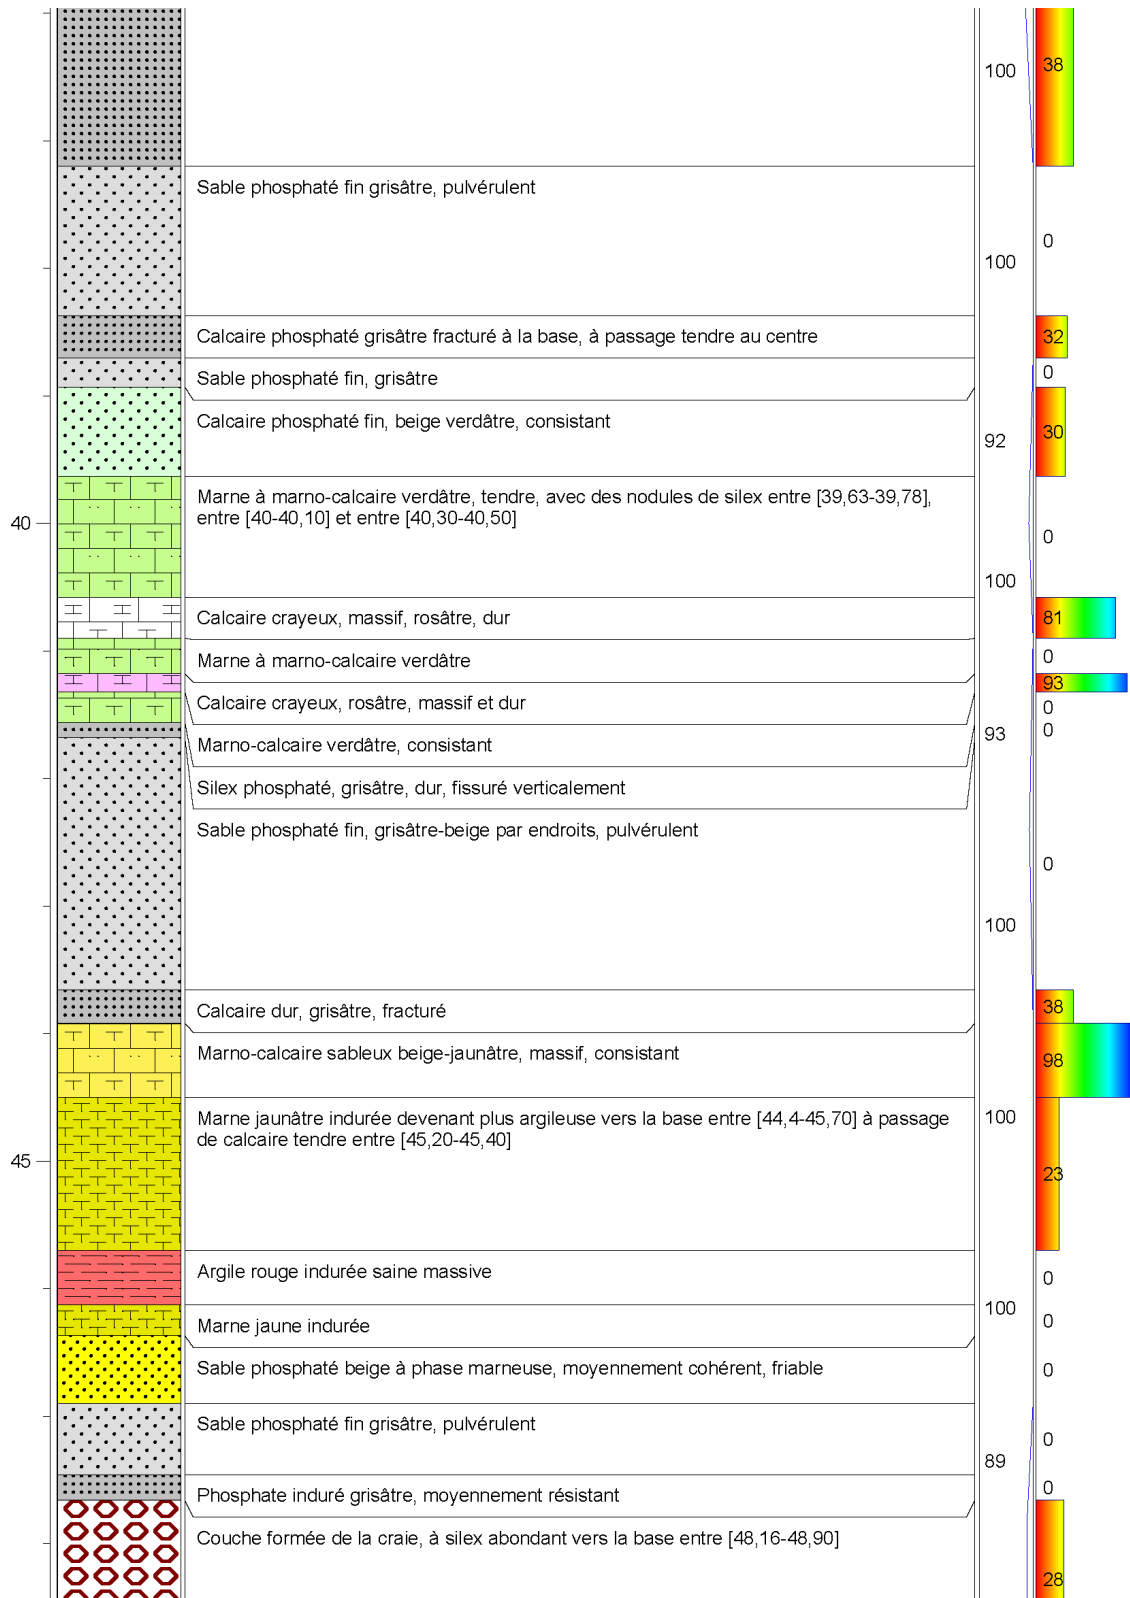 100
38
Sable phosphaté fin grisâtre, pulvérulent
0
100
Calcaire phosphaté grisâtre fracturé à la base, à passage tendre au centre
32
Sable phosphaté fin, grisâtre
0
Calcaire phosphaté fin, beige verdâtre, consistant
92
30
Marne à marno-calcaire verdâtre, tendre, avec des nodules de silex entre [39,63-39,78],
entre [40-40,10] et entre [40,30-40,50]
40
0
100
Calcaire crayeux, massif, rosâtre, dur
81
Marne à marno-calcaire verdâtre
0
93
Calcaire crayeux, rosâtre, massif et dur
0
93
0
Marno-calcaire verdâtre, consistant
Silex phosphaté, grisâtre, dur, fissuré verticalement
Sable phosphaté fin, grisâtre-beige par endroits, pulvérulent
0
100
Calcaire dur, grisâtre, fracturé
38
Marno-calcaire sableux beige-jaunâtre, massif, consistant
98
Marne jaunâtre indurée devenant plus argileuse vers la base entre [44,4-45,70] à passage
de calcaire tendre entre [45,20-45,40]
100
45
23
Argile rouge indurée saine massive
0
100
Marne jaune indurée
0
Sable phosphaté beige à phase marneuse, moyennement cohérent, friable
0
Sable phosphaté fin grisâtre, pulvérulent
0
89
Phosphate induré grisâtre, moyennement résistant
0
Couche formée de la craie, à silex abondant vers la base entre [48,16-48,90]
28